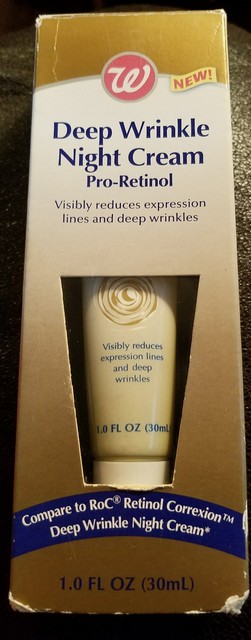 W
NEW!
Deep Wrinkle
Night Cream
Pro-Retinol
Visibly reduces expression
lines and deep wrinkles
Visibly reduces
expression lines
and deep
wrinkles
1.0 FL OZ (30mL
Compare to RoC® Retinol Correxion™
Deep Wrinkle Night Cream*
1.0 FL OZ (30mL)